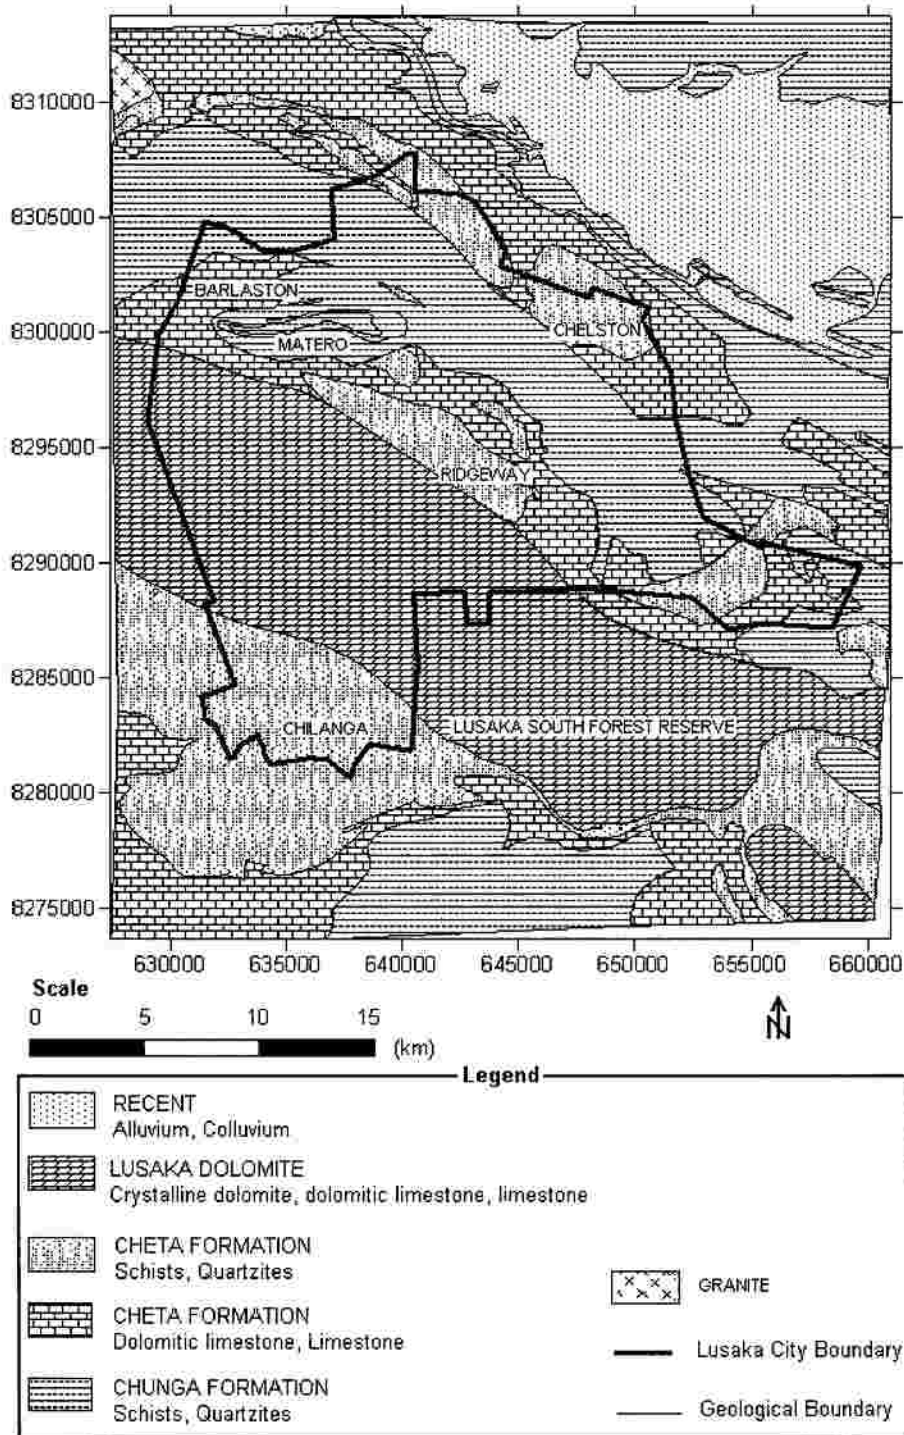 8310000
8305000
8300000
8295000
8290000
8285000
8280000
8275000
BARLASTON
MATERO
CHELSTON
RIDGEWAY
CHILANGA
LUSAKA SOUTH FOREST RESERVE
630000 635000 640000 645000 650000 655000 660000
Scale
0 5 10 15
(km)
N
Legend
RECENT
Alluvium, Colluvium
LUSAKA DOLOMITE
Crystalline dolomite, dolomitic limestone, limestone
CHETA FORMATION
Schists, Quartzites
GRANITE
CHETA FORMATION
Dolomitic limestone, Limestone
Lusaka City Boundary
CHUNGA FORMATION
Schists, Quartzites
Geological Boundary